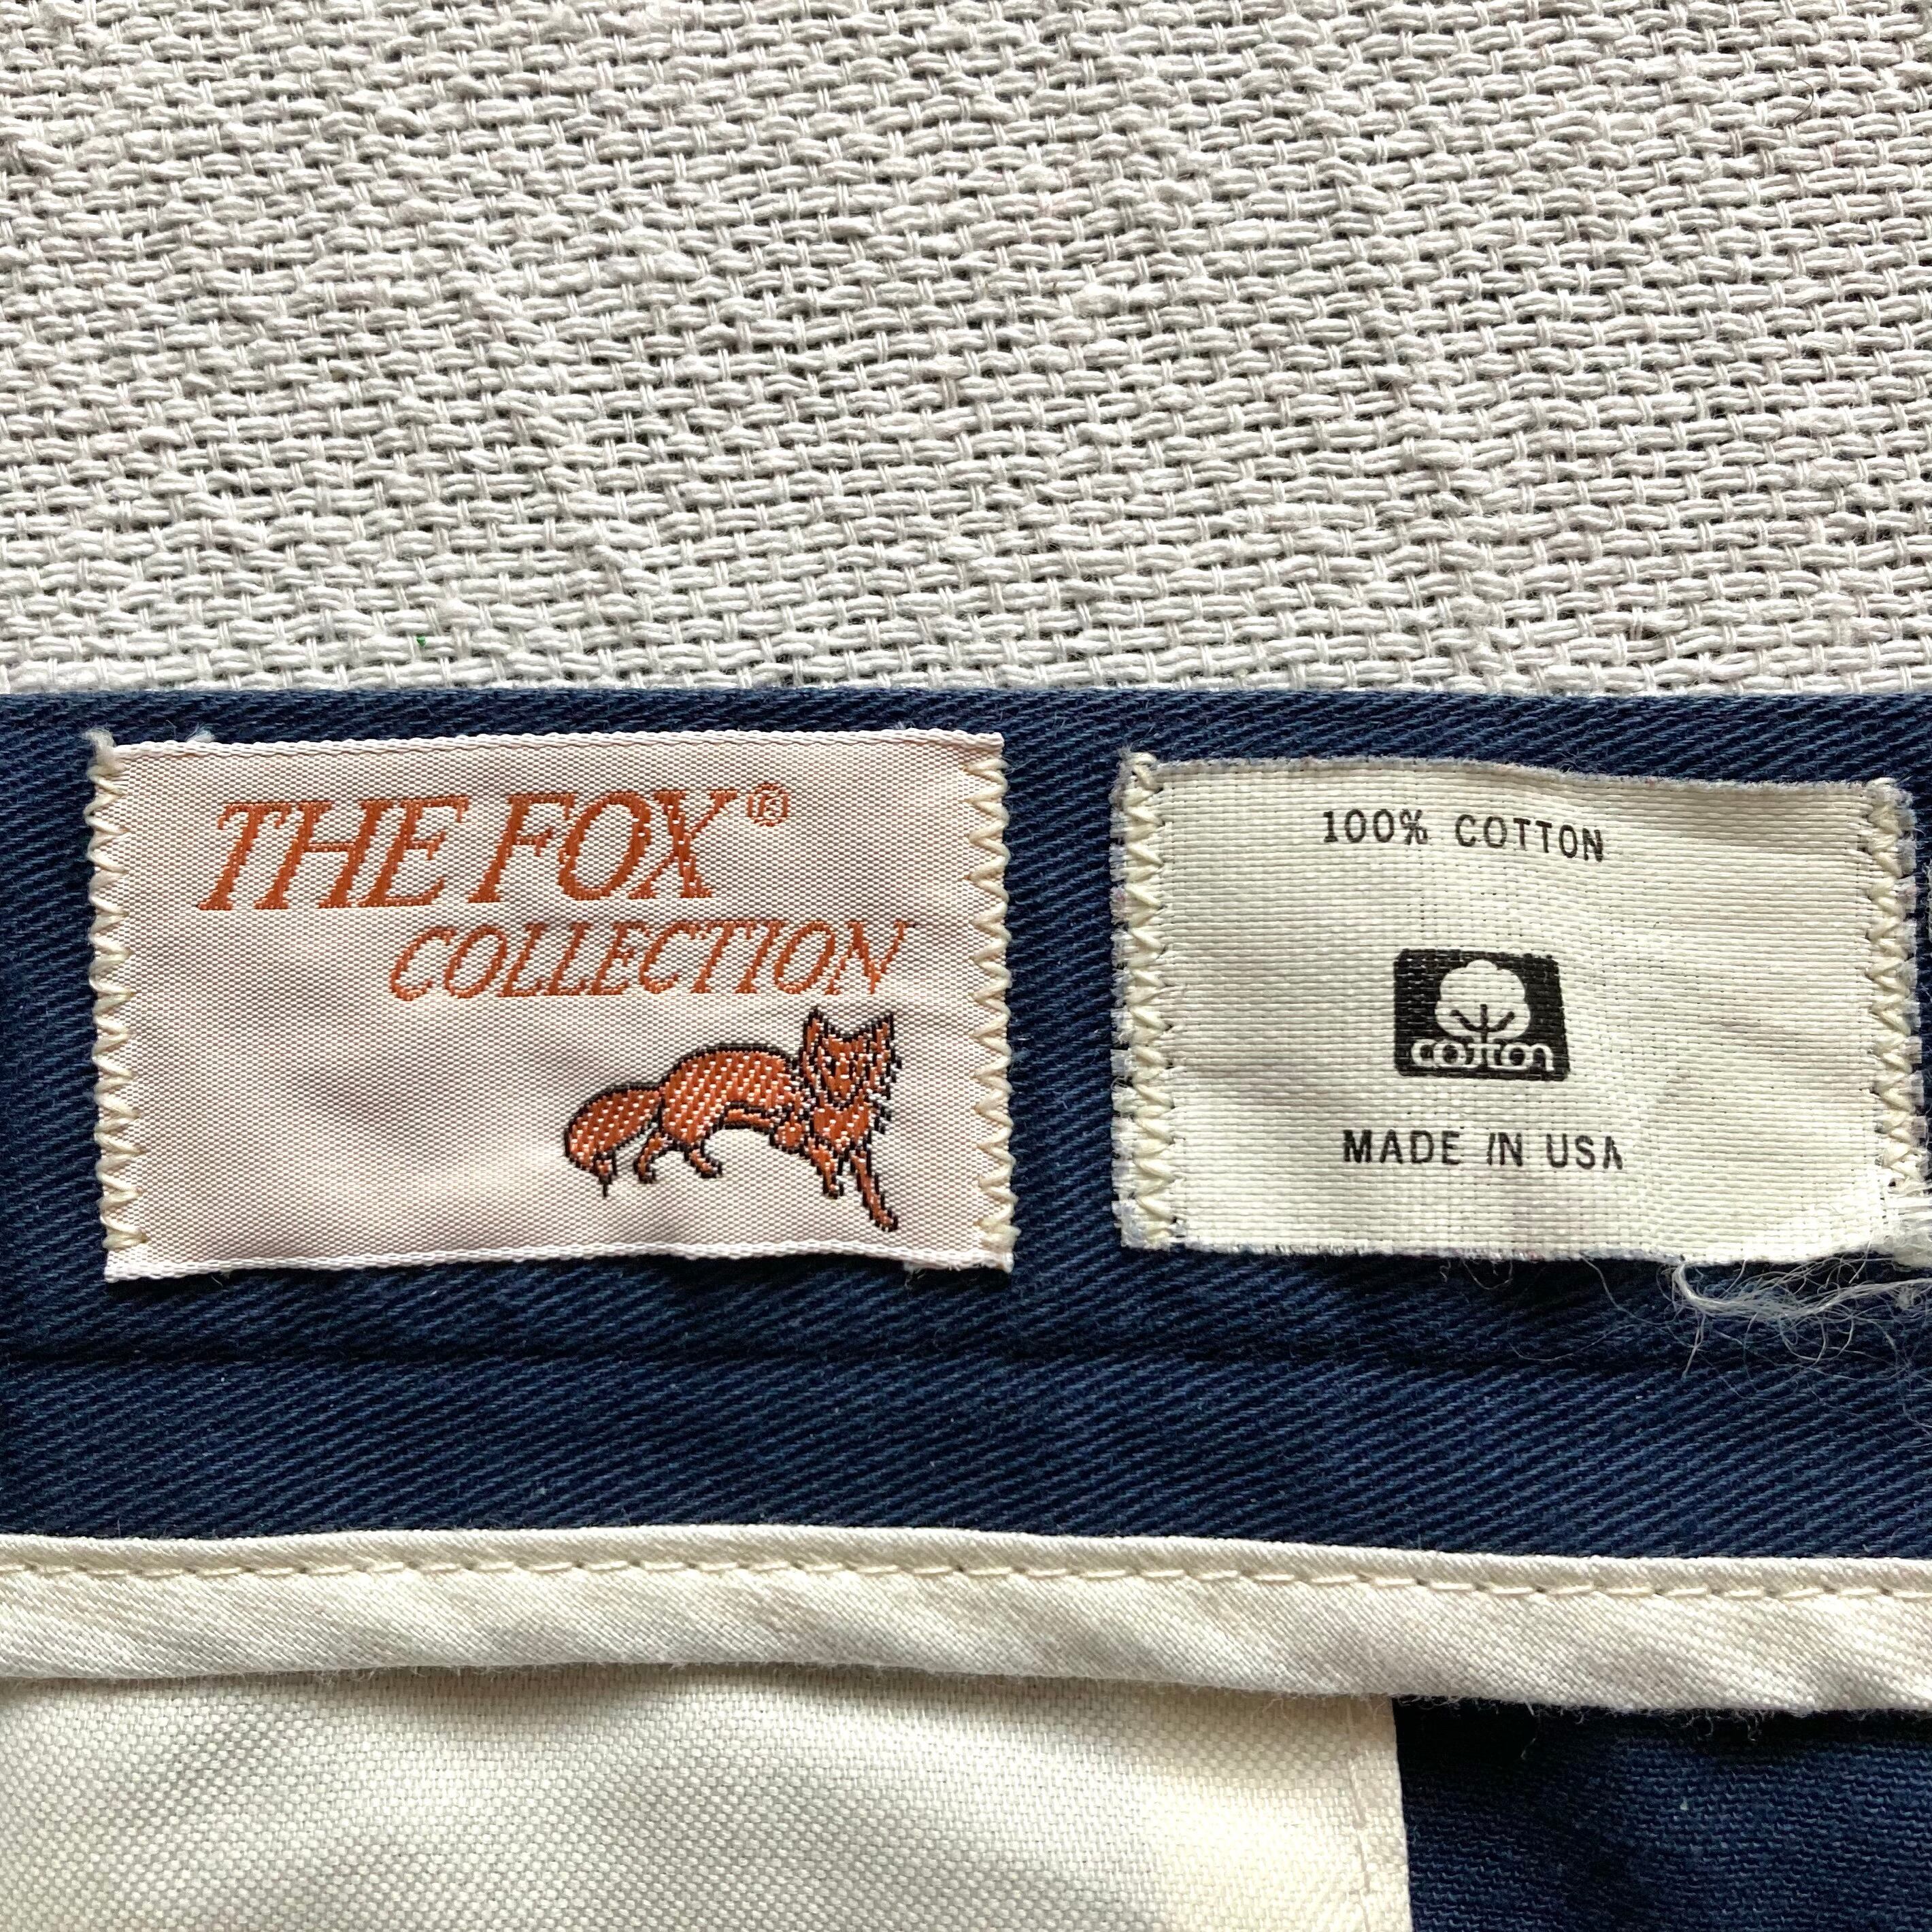 THE FOX®
COLLECTION
100% COTTON
cotton
MADE IN USA